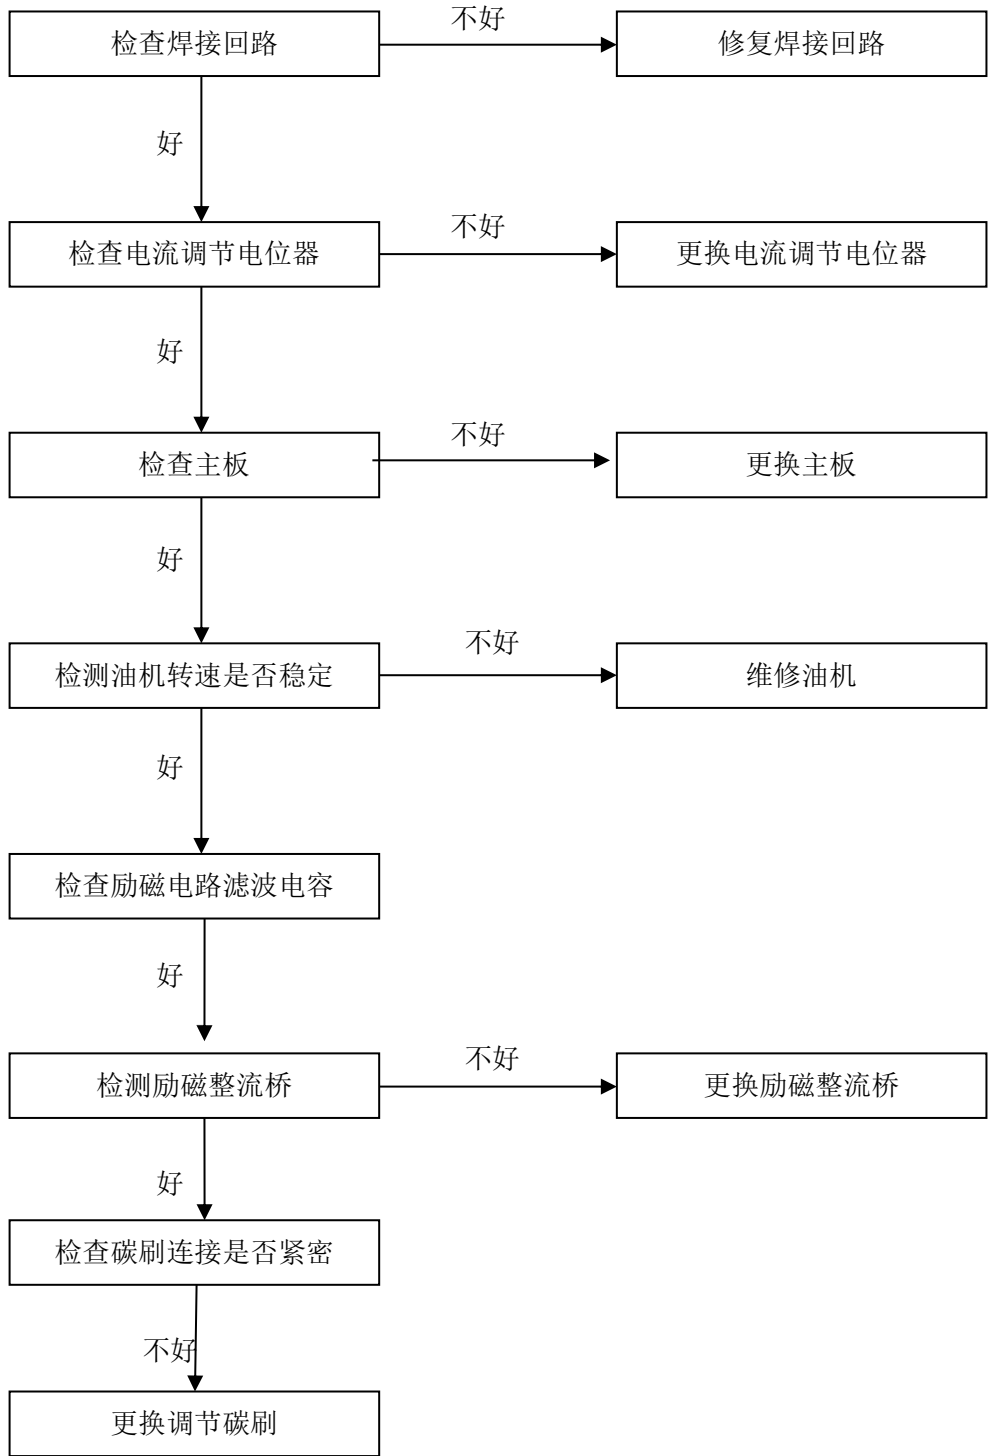 不好
检查焊接回路
修复焊接回路
好
不好
检查电流调节电位器
更换电流调节电位器
好
不好
检查主板
更换主板
好
不好
检测油机转速是否稳定
维修油机
好
检查励磁电路滤波电容
好
不好
检测励磁整流桥
更换励磁整流桥
好
检查碳刷连接是否紧密
不好
更换调节碳刷